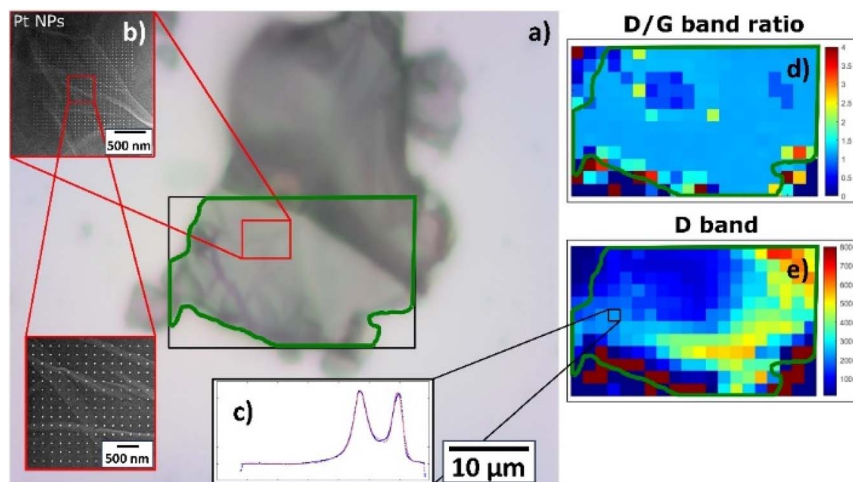 Pt NPs
b)
500 nm
500 nm
a)
c)
10 μm
D/G band ratio
d)
4
3.5
3
2.5
2
1.5
1
0.5
0
D band
e)
800
700
600
500
400
300
200
100
0